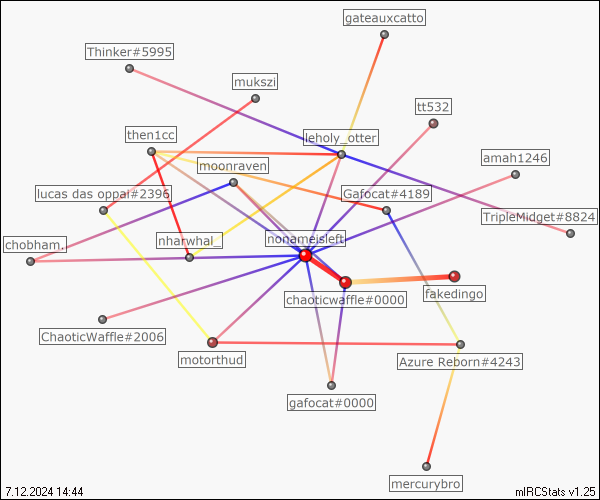 gateauxcatto
Thinker#5995
mukszi
tt532
then1cc
leholy_otter
amah1246
moonraven
lucas das oppai#2396
Gafocat#4189
TripleMidget#8824
chobham.
nharwhal_
nonameisleft
chaoticwaffle#0000
fakedingo
ChaoticWaffle#2006
motorthud
Azure Reborn#4243
gafocat#0000
mercurybro
7.12.2024 14:44
mIRCStats v1.25